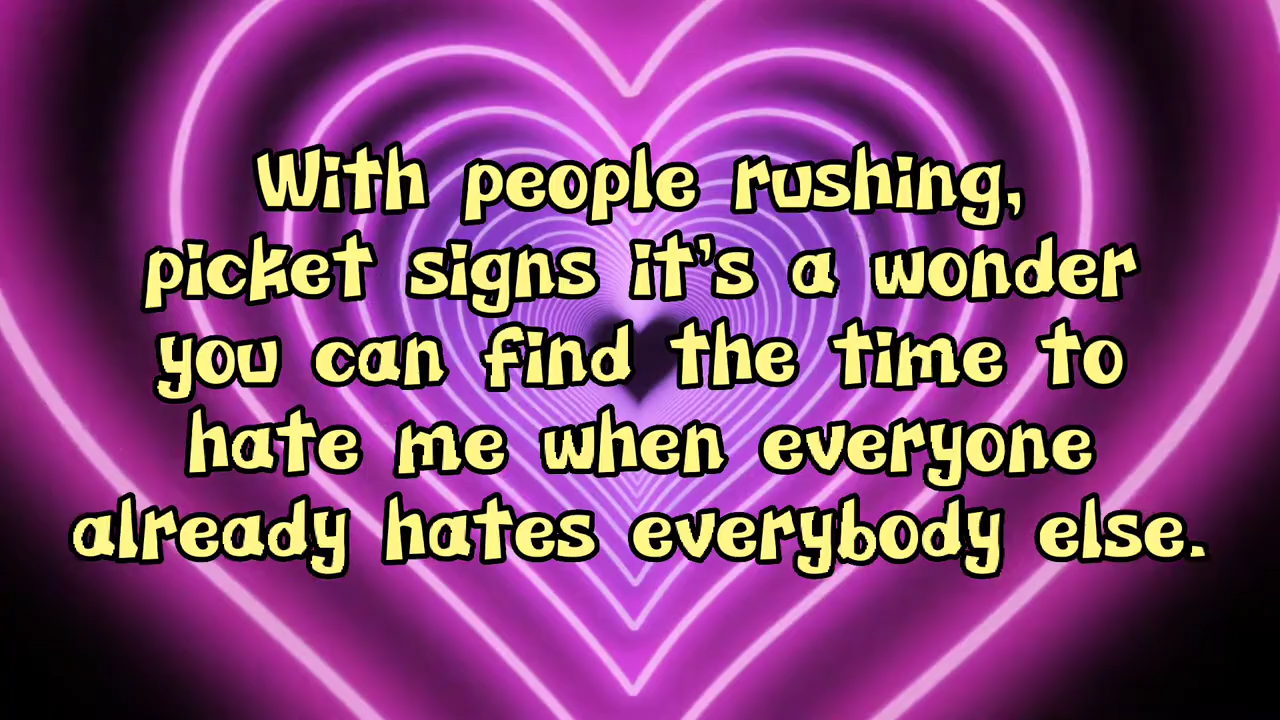 With people rushing,
picket signs it's a wonder
you can find the time to
hate me when everyone
already hates everybody else.